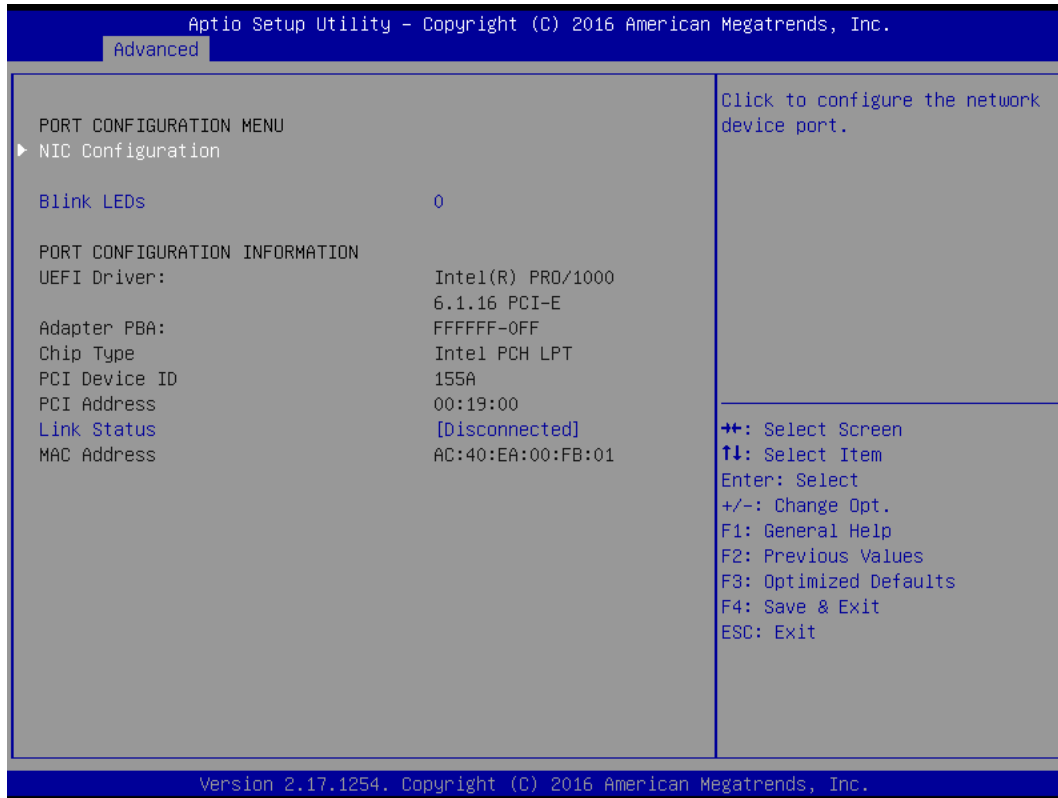 Aptio Setup Utility – Copyright (C) 2016 American Megatrends, Inc.
Advanced
PORT CONFIGURATION MENU
NIC Configuration
Blink LEDs 0
PORT CONFIGURATION INFORMATION
UEFI Driver: Intel(R) PRO/1000
6.1.16 PCI-E
Adapter PBA: FFFFFF-0FF
Chip Type Intel PCH LPT
PCI Device ID 155A
PCI Address 00:19:00
Link Status [Disconnected]
MAC Address AC:40:EA:00:FB:01
Click to configure the network
device port.
→←: Select Screen
↑↓: Select Item
Enter: Select
+/-: Change Opt.
F1: General Help
F2: Previous Values
F3: Optimized Defaults
F4: Save & Exit
ESC: Exit
Version 2.17.1254. Copyright (C) 2016 American Megatrends, Inc.